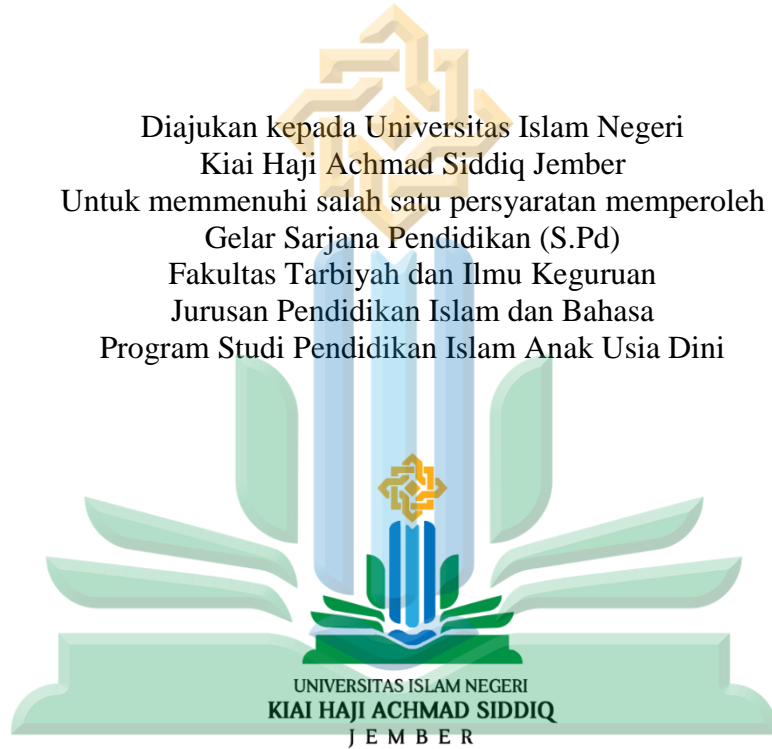 Diajukan kepada Universitas Islam Negeri
Kiai Haji Achmad Siddiq Jember
Untuk memmenuhi salah satu persyaratan memperoleh
Gelar Sarjana Pendidikan (S.Pd)
Fakultas Tarbiyah dan Ilmu Keguruan
Jurusan Pendidikan Islam dan Bahasa
Program Studi Pendidikan Islam Anak Usia Dini
UNIVERSITAS ISLAM NEGERI
KIAI HAJI ACHMAD SIDDIQ
JEMBER